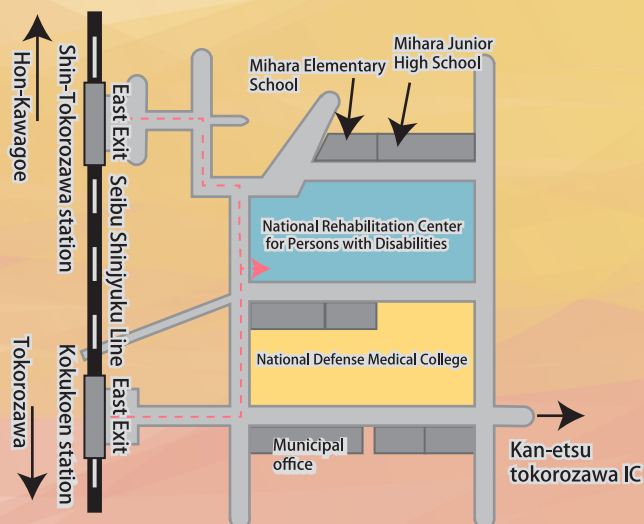 Hon-Kawagoe
Shin-Tokorozawa station
East Exit
Mihara Elementary
School
Mihara Junior
High School
National Rehabilitation Center
for Persons with Disabilities
Seibu Shinjyuku Line
National Defense Medical College
Tokorozawa
Kokukoen station
East Exit
Municipal
office
Kan-etsu
tokorozawa IC